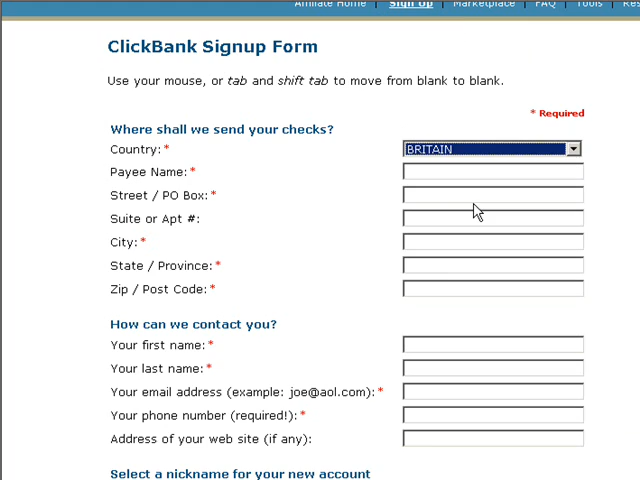 Affiliate Home | Sign Up | Marketplace | FAQ | Tools |
ClickBank Signup Form
Use your mouse, or tab and shift tab to move from blank to blank.
* Required
Where shall we send your checks?
Country:* BRITAIN
Payee Name:*
Street / PO Box:*
Suite or Apt #:
City:*
State / Province:*
Zip / Post Code:*
How can we contact you?
Your first name:*
Your last name:*
Your email address (example: joe@aol.com):*
Your phone number (required!):*
Address of your web site (if any):
Select a nickname for your new account